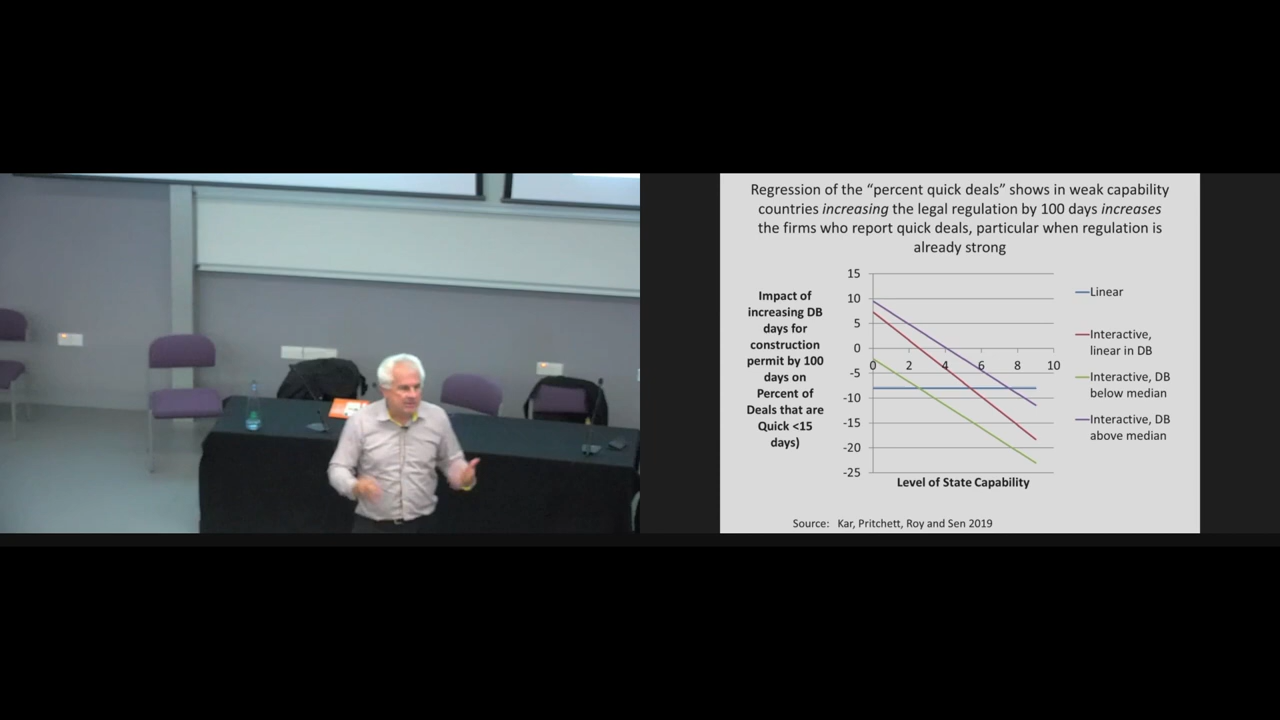 Regression of the “percent quick deals” shows in weak capability
countries increasing the legal regulation by 100 days increases
the firms who report quick deals, particular when regulation is
already strong
Impact of
increasing DB
days for
construction
permit by 100
days on
Percent of
Deals that are
Quick <15
days)
15
10
5
0
-5
-10
-15
-20
-25
0
2
4
6
8
10
Level of State Capability
Linear
Interactive,
linear in DB
Interactive, DB
below median
Interactive, DB
above median
Source: Kar, Pritchett, Roy and Sen 2019